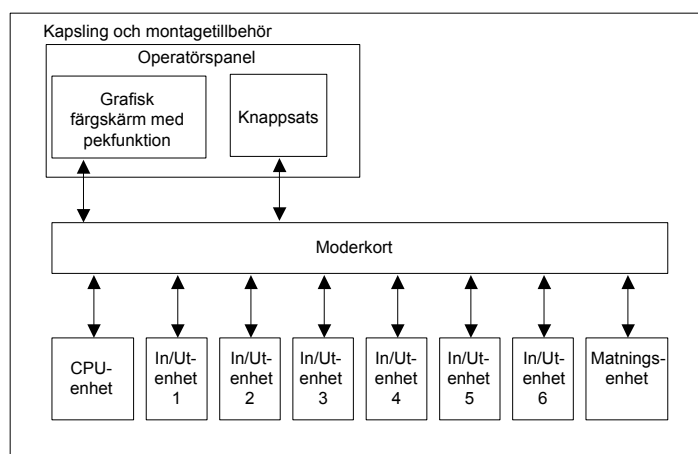 Kapsling och montagetillbehör
Operatörspanel
Grafisk
färgskärm med
pekfunktion
Knappsats
Moderkort
CPU-
enhet
In/Ut-
enhet
1
In/Ut-
enhet
2
In/Ut-
enhet
3
In/Ut-
enhet
4
In/Ut-
enhet
5
In/Ut-
enhet
6
Matnings-
enhet